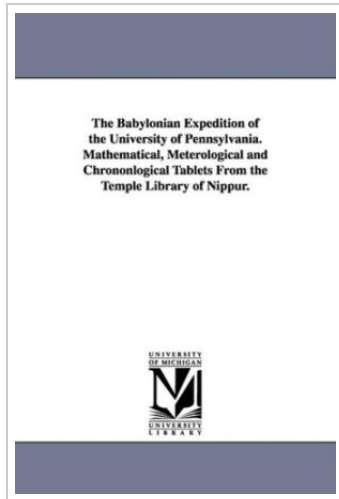 The Babylonian Expedition of
the University of Pennsylvania.
Mathematical, Meterological and
Chrononlogical Tablets From the
Temple Library of Nippur.
UNIVERSITY
OF MICHIGAN
UNIVERSITY
LIBRARY